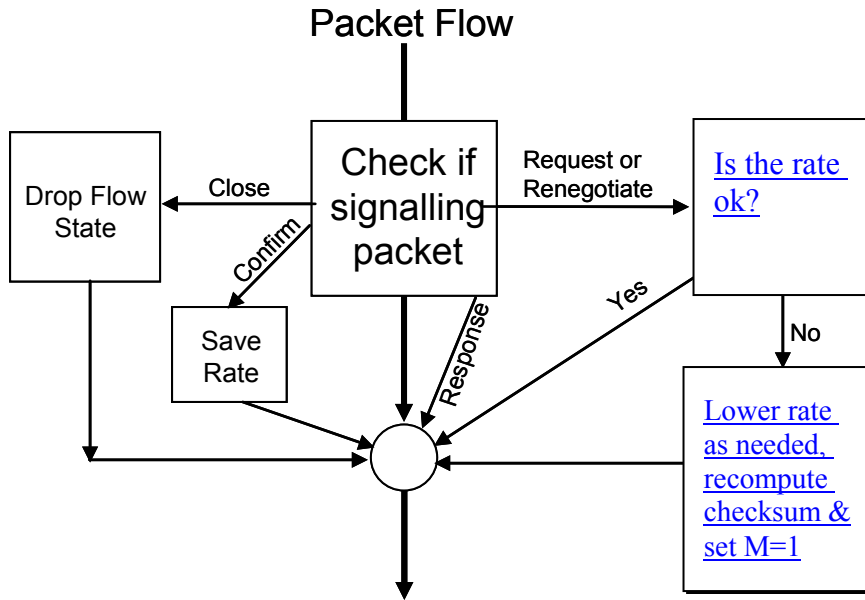 Packet Flow
Drop Flow
State
Close
Check if
signalling
packet
Request or
Renegotiate
Is the rate
ok?
Confirm
Save
Rate
Response
Yes
No
Lower rate
as needed,
recompute
checksum &
set M=1